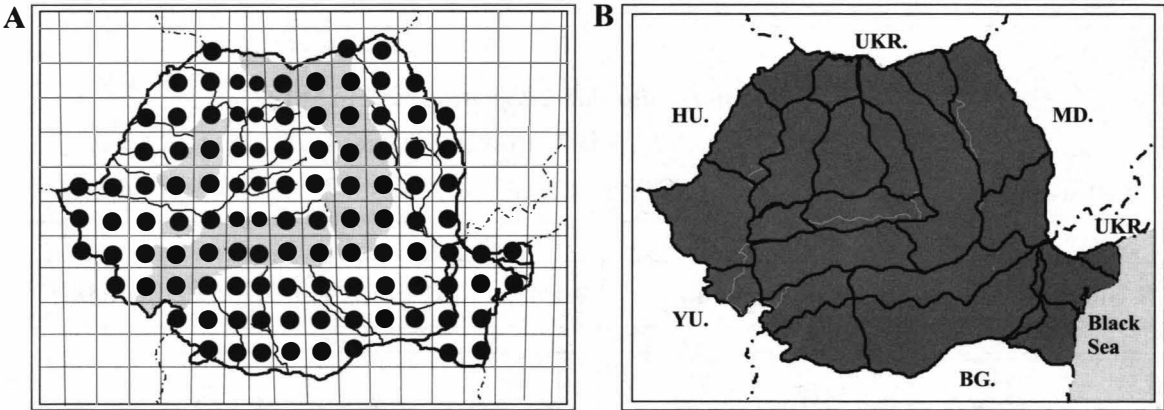 A
B
UKR.
HU.
MD.
UKR.
YU.
Black
Sea
BG.